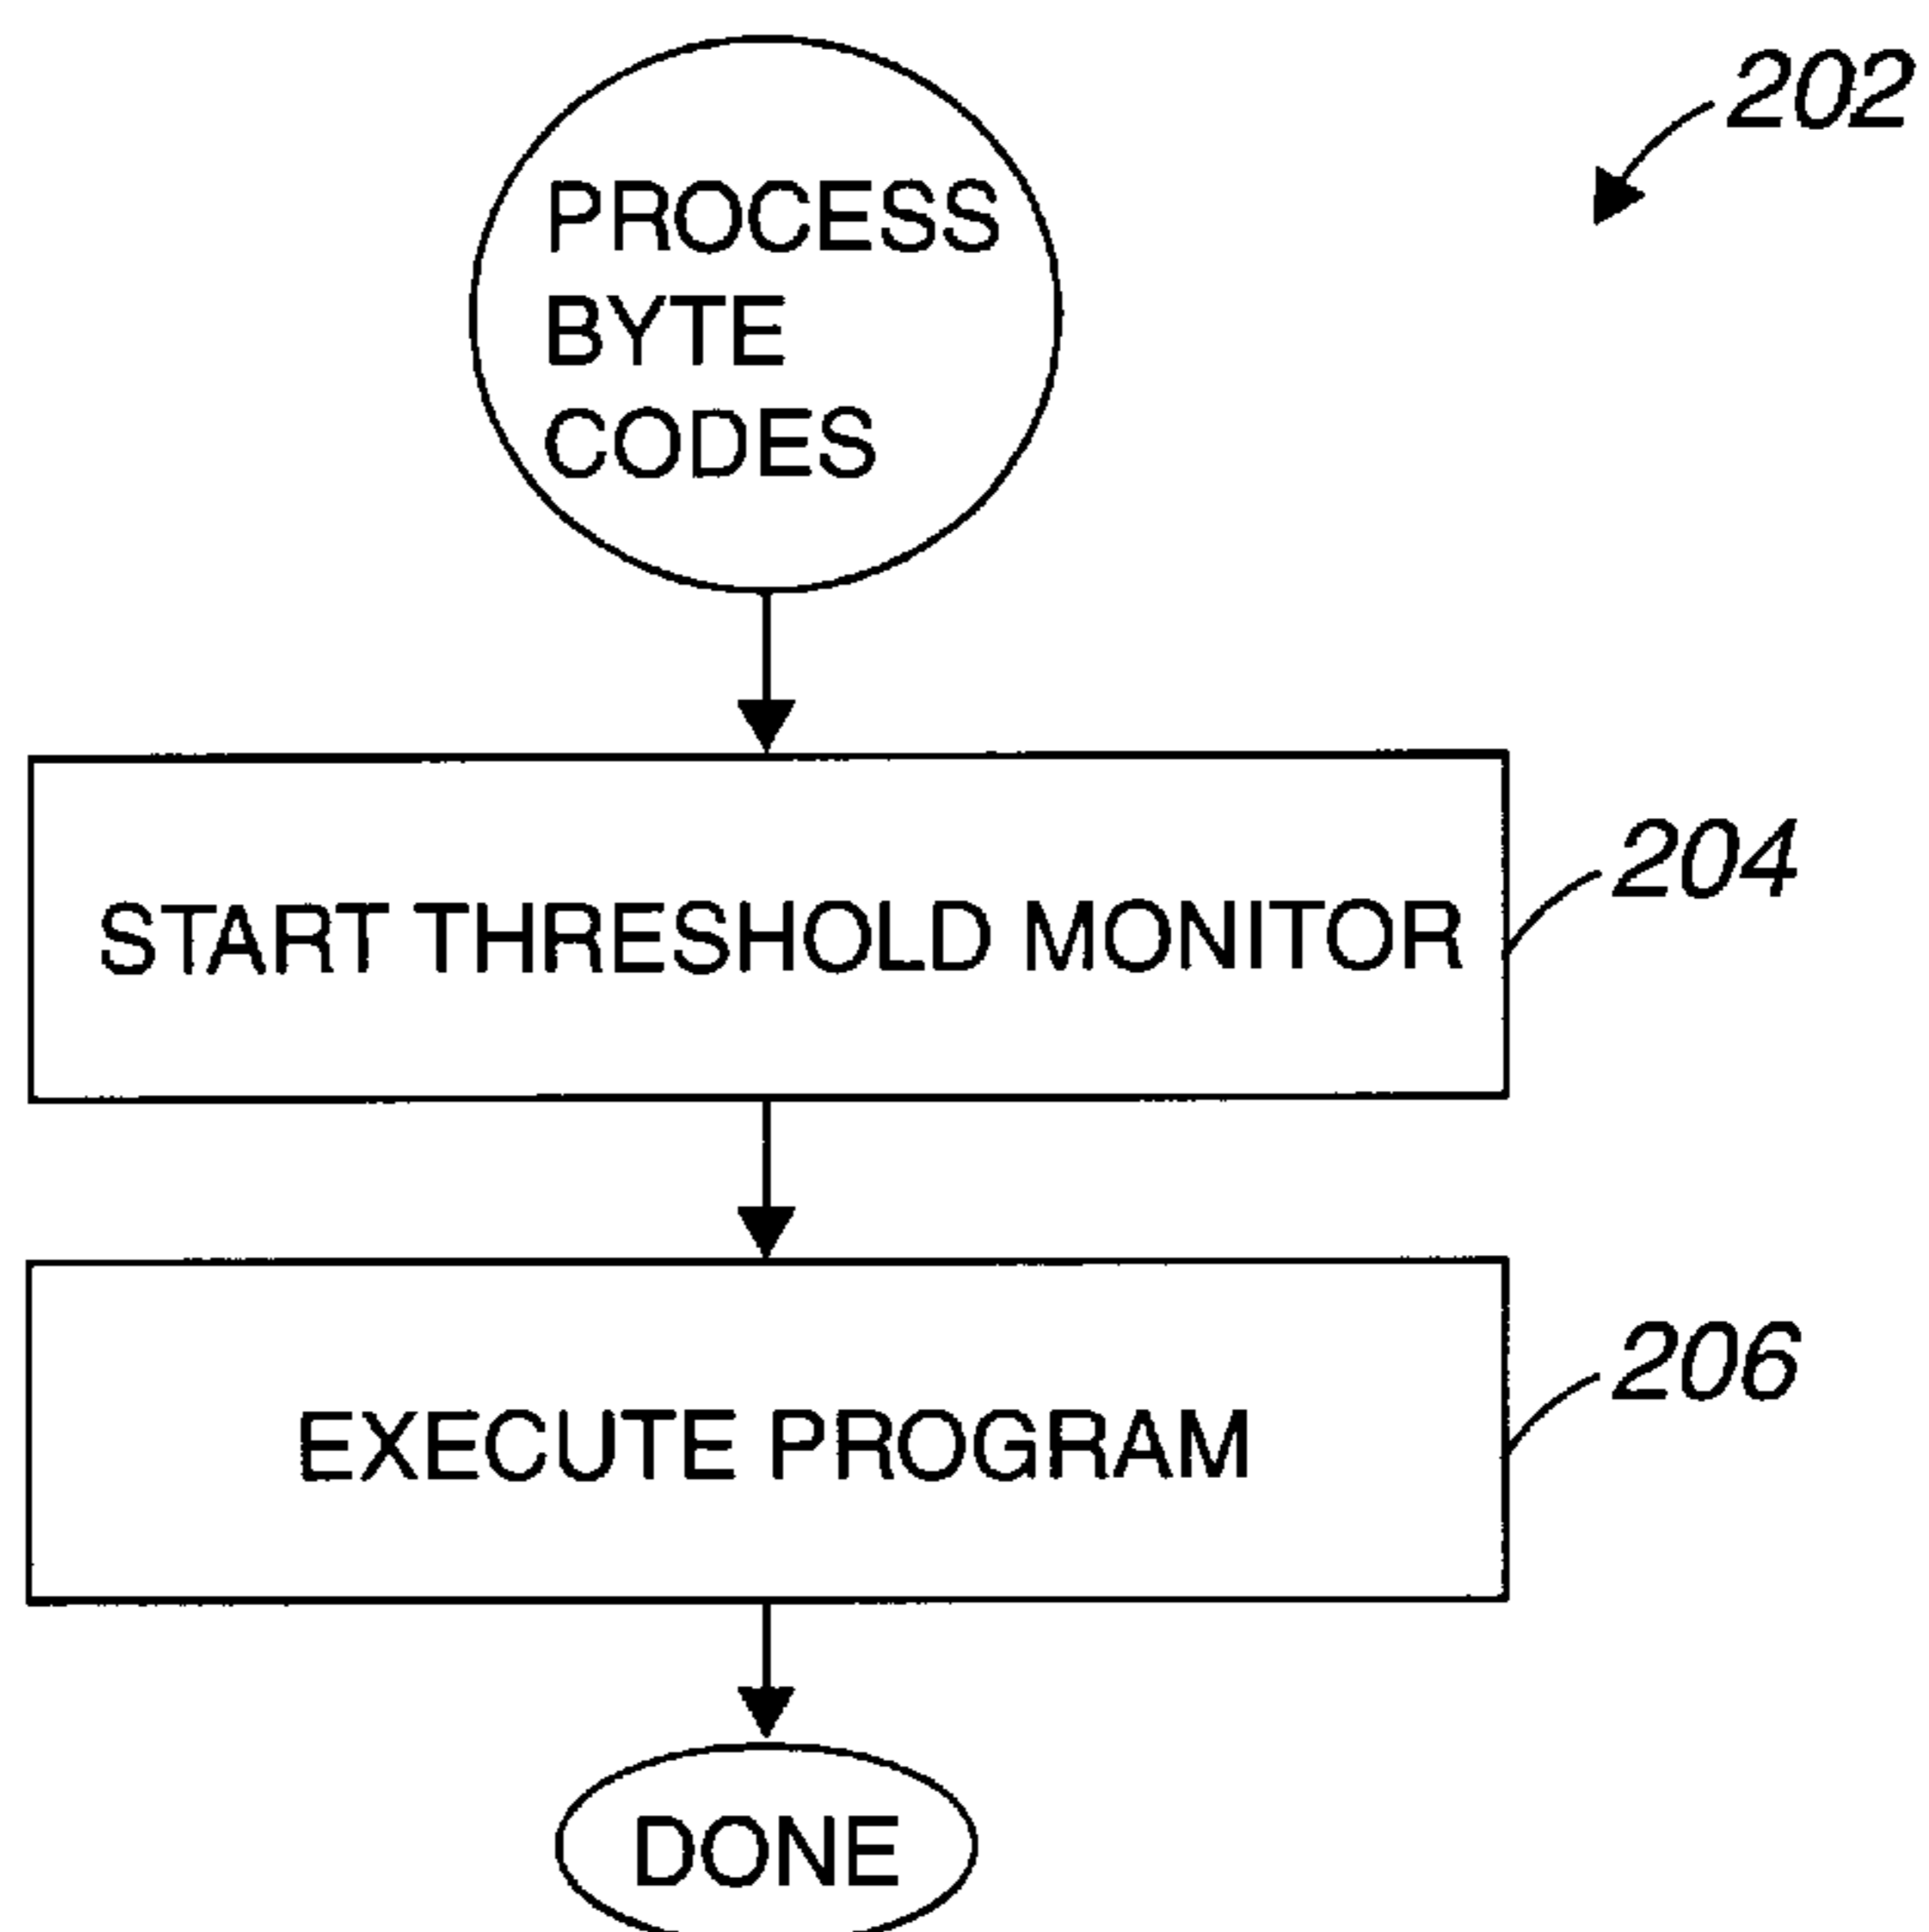 202
PROCESS
BYTE
CODES
START THRESHOLD MONITOR
204
EXECUTE PROGRAM
206
DONE